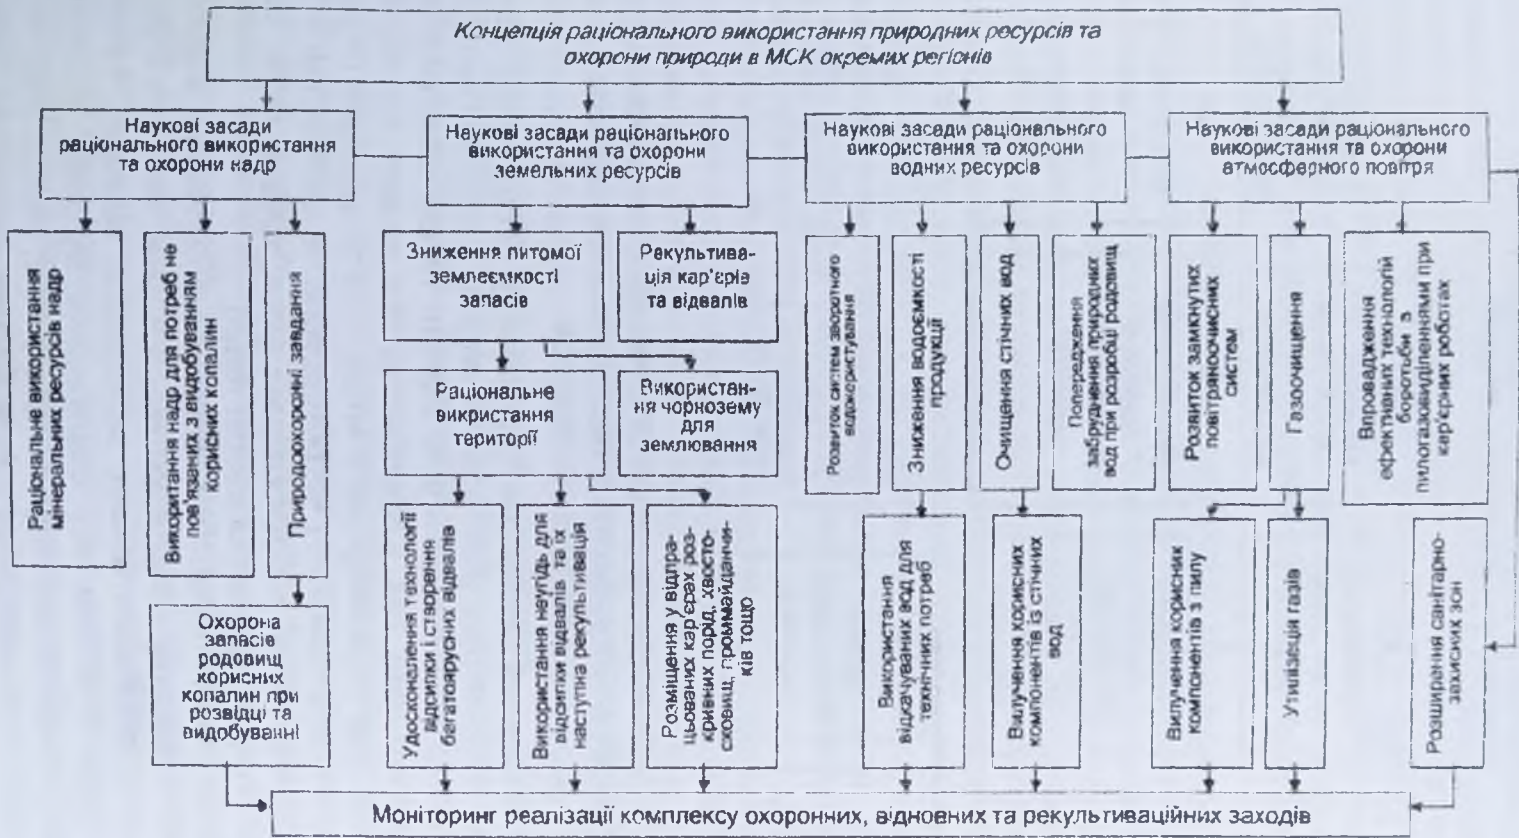 Концепція раціонального використання природних ресурсів та
охорони природи в МСК окремих регіонів
Наукові засади
раціонального використання
та охорони надр
Наукові засади раціонального
використання та охорони
земельних ресурсів
Наукові засади раціонального
використання та охорони
водних ресурсів
Наукові засади раціонального
використання та охорони
атмосферного повітря
Раціональне використання
мінеральних ресурсів надр
Використання надр для потреб не
пов'язаних з видобуванням
корисних копалин
Природоохоронні завдання
Зниження питомої
землеємкості
запасів
Рекультива-
ція кар'єрів
та відвалів
Розвиток систем зворотного
водокористування
Зниження водоємкості
продукції
Очищення стічних вод
Попередження
забруднення природних
вод при розробці родовищ
Розвиток замкнутих
повітряноочисних
систем
Газоочищення
Впровадження
ефективних технологій
боротьби з
пилогазовиділеннями при
кар'єрних роботах
Раціональне
викристання
території
Використан-
ня чорнозему
для
землювання
Охорона
запасів
родовищ
корисних
копалин при
розвідці та
видобуванні
Удосконалення технології
відсипки і створення
багатоярусних відвалів
Використання неугідь для
відсипки відвалів та їх
наступна рекультивація
Розміщення у відпра-
цьованих кар'єрах роз-
кривних порід, хвосто-
сховищ, проммайданчи-
ків тощо
Використання
відкачуваних вод для
технічних потреб
Вилучення корисних
компонентів із стічних
вод
Вилучення корисних
компонентів з пилу
Утилізація газів
Розширання санітарно-
захисних зон
Моніторинг реалізації комплексу охоронних, відновних та рекультиваційних заходів